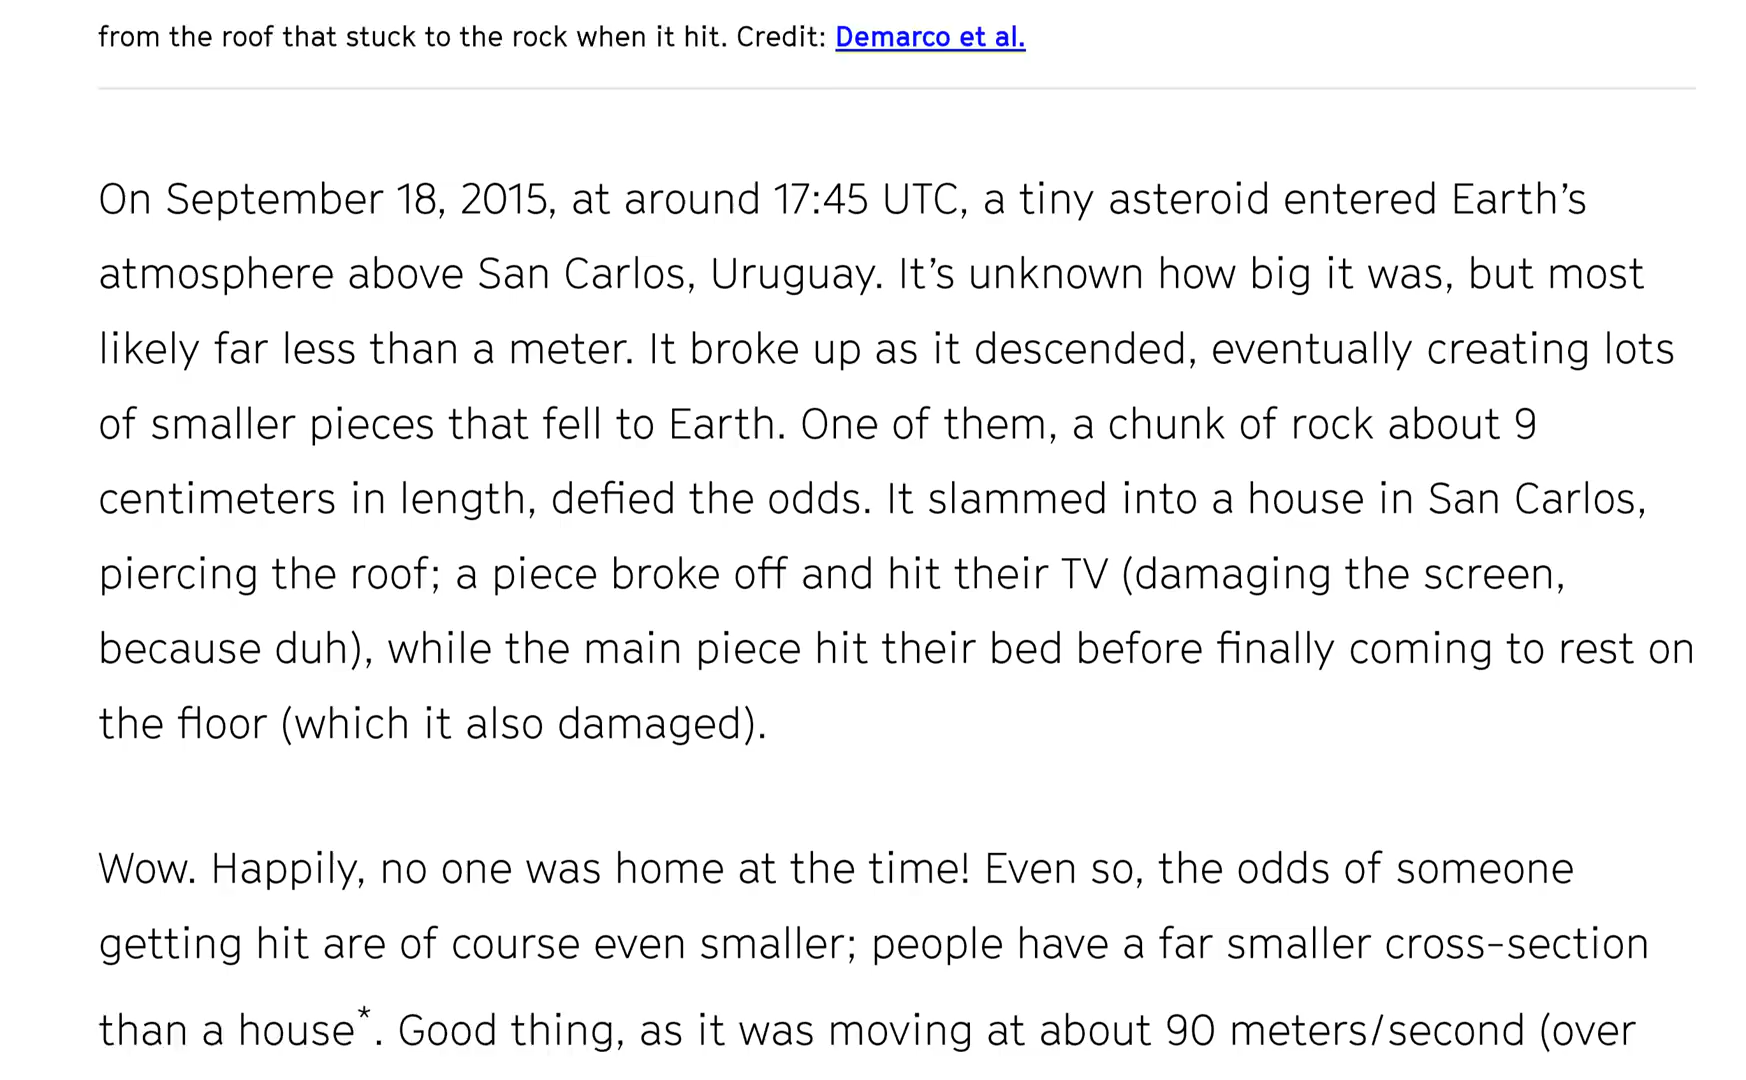 from the roof that stuck to the rock when it hit. Credit: Demarco et al.
On September 18, 2015, at around 17:45 UTC, a tiny asteroid entered Earth’s
atmosphere above San Carlos, Uruguay. It’s unknown how big it was, but most
likely far less than a meter. It broke up as it descended, eventually creating lots
of smaller pieces that fell to Earth. One of them, a chunk of rock about 9
centimeters in length, defied the odds. It slammed into a house in San Carlos,
piercing the roof; a piece broke off and hit their TV (damaging the screen,
because duh), while the main piece hit their bed before finally coming to rest on
the floor (which it also damaged).
Wow. Happily, no one was home at the time! Even so, the odds of someone
getting hit are of course even smaller; people have a far smaller cross-section
than a house*. Good thing, as it was moving at about 90 meters/second (over